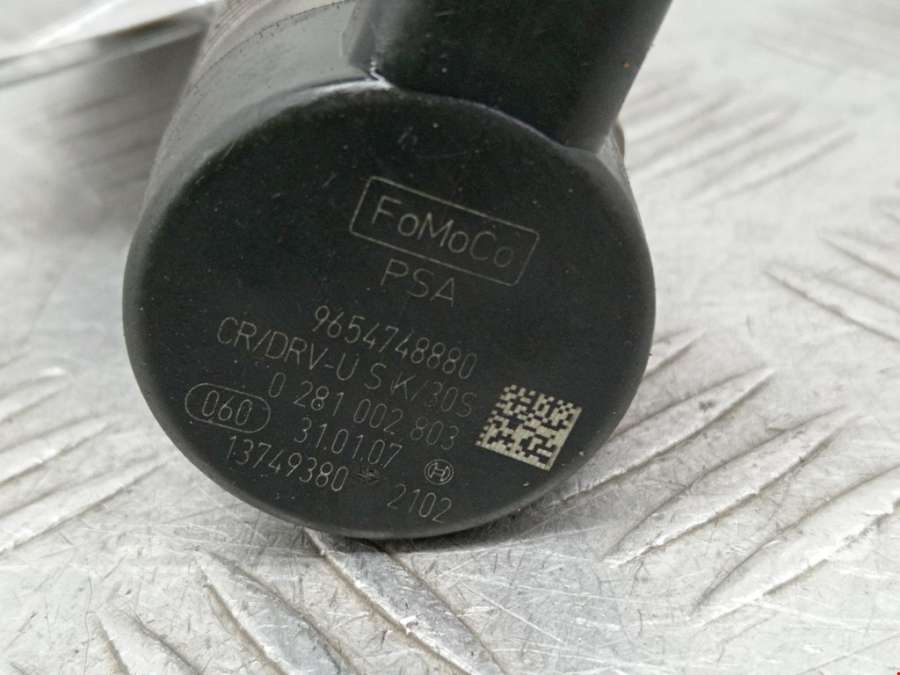 FoMoCo
PSA
9654748880
CR/DRV-U S K/30S
0 281 002 803
060
31.01.07
13749380 2102